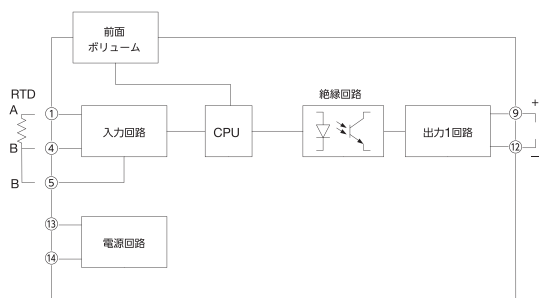 前面
ボリューム
RTD
A
B
B
①
④
⑤
入力回路
CPU
絶縁回路
出力1回路
⑨
⑫
+
−
⑬
⑭
電源回路